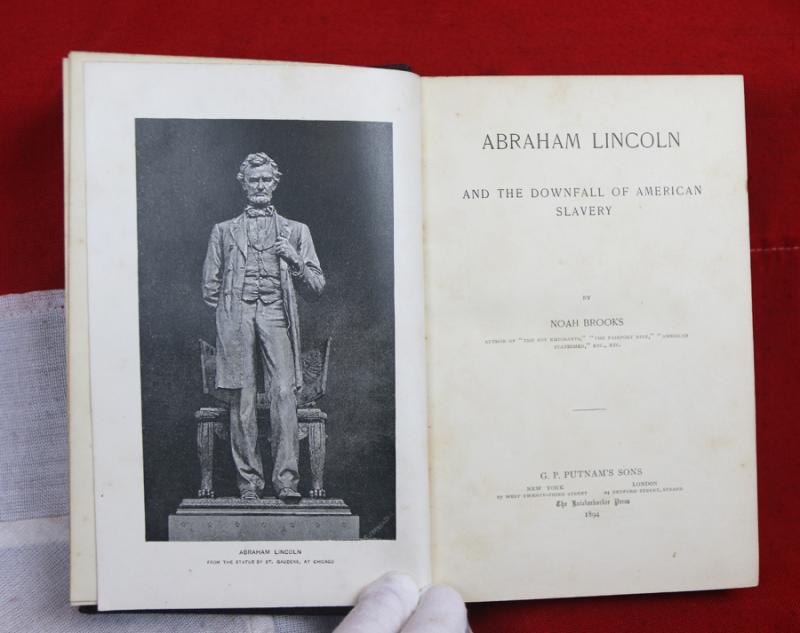 ABRAHAM LINCOLN
FROM THE STATUE BY ST. GAUDENS, AT CHICAGO
ABRAHAM LINCOLN
AND THE DOWNFALL OF AMERICAN
SLAVERY
BY
NOAH BROOKS
AUTHOR OF "THE BOY EMIGRANTS," "THE FAIRPORT NINE," "AMERICAN
STATESMEN," ETC., ETC.
G. P. PUTNAM'S SONS
NEW YORK LONDON
27 WEST TWENTY-THIRD STREET 24 BEDFORD STREET, STRAND
The Knickerbocker Press
1894